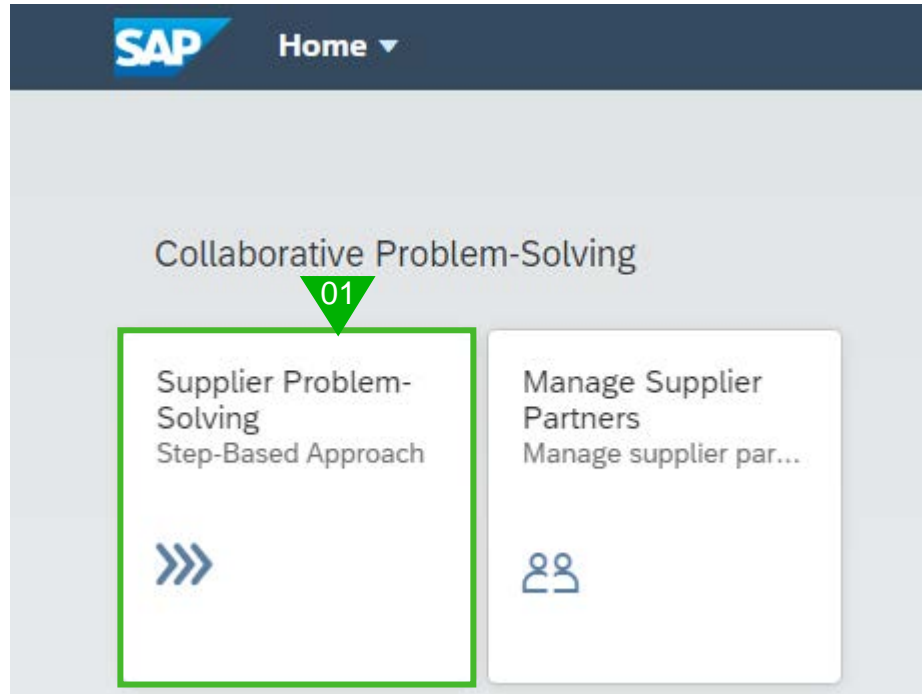 SAP Home
Collaborative Problem-Solving
01
Supplier Problem-
Solving
Step-Based Approach
Manage Supplier
Partners
Manage supplier par...